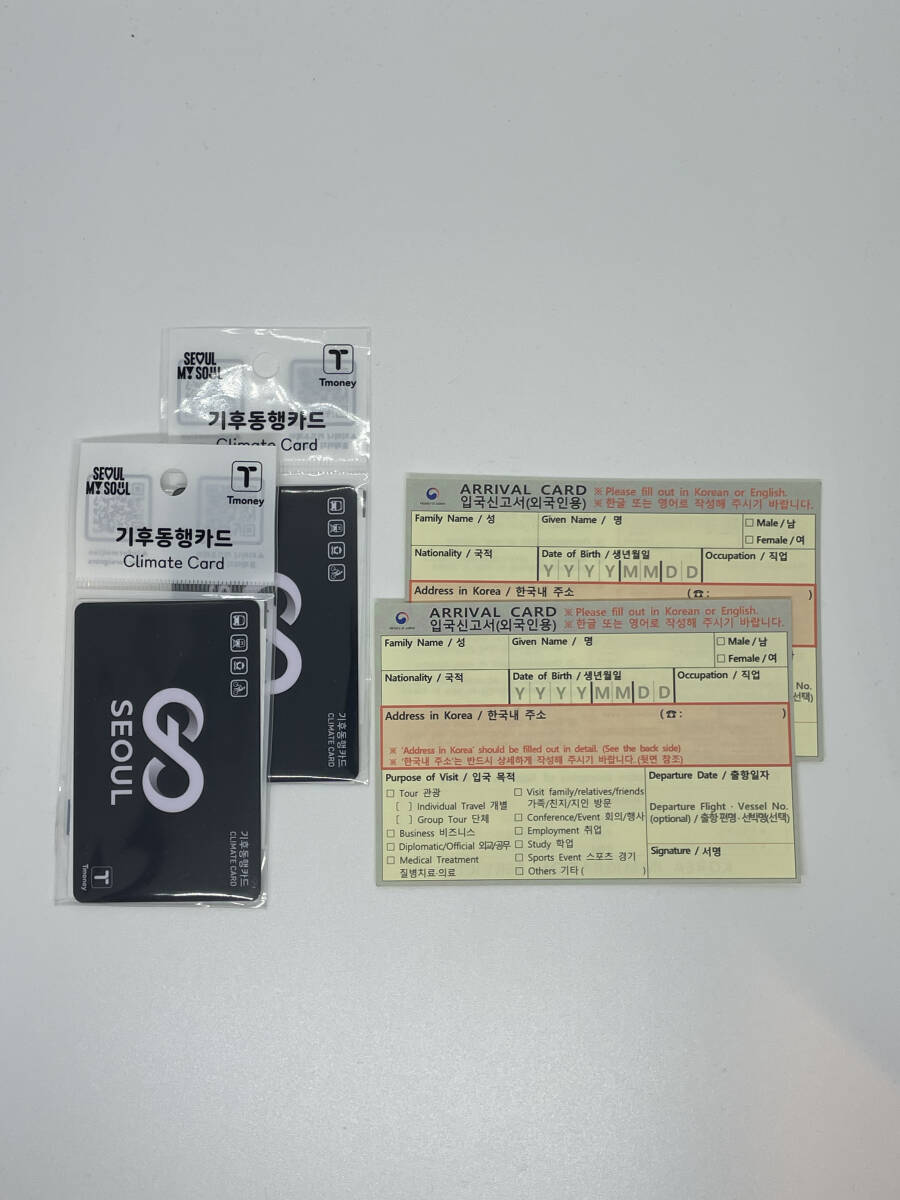 SEOUL
MY SOUL
Tmoney
기후동행카드
Climate Card
SEOUL
MY SOUL
Tmoney
기후동행카드
Climate Card
SEOUL
기후동행카드
CLIMATE CARD
Tmoney
기후동행카드
CLIMATE CARD
ARRIVAL CARD ※ Please fill out in Korean or English.
입국신고서(외국인용) ※ 한글 또는 영어로 작성해 주시기 바랍니다.
Family Name / 성 Given Name / 명 □ Male / 남
□ Female / 여
Nationality / 국적 Date of Birth / 생년월일 Occupation / 직업
Y Y Y Y M M D D
Address in Korea / 한국내 주소 (☎: )
No.
선택)
ARRIVAL CARD ※ Please fill out in Korean or English.
입국신고서(외국인용) ※ 한글 또는 영어로 작성해 주시기 바랍니다.
Family Name / 성 Given Name / 명 □ Male / 남
□ Female / 여
Nationality / 국적 Date of Birth / 생년월일 Occupation / 직업
Y Y Y Y M M D D
Address in Korea / 한국내 주소 (☎: )
※ 'Address in Korea' should be filled out in detail. (See the back side)
※ '한국내 주소'는 반드시 상세하게 작성해 주시기 바랍니다.(뒷면 참조)
Purpose of Visit / 입국 목적
□ Tour 관광
[ ] Individual Travel 개별
[ ] Group Tour 단체
□ Business 비즈니스
□ Diplomatic/Official 외교/공무
□ Medical Treatment
질병치료·의료
□ Visit family/relatives/friends
가족/친지/지인 방문
□ Conference/Event 회의/행사
□ Employment 취업
□ Study 학업
□ Sports Event 스포츠 경기
□ Others 기타 ( )
Departure Date / 출항일자
Departure Flight · Vessel No.
(optional) / 출항 편명·선박명(선택)
Signature / 서명